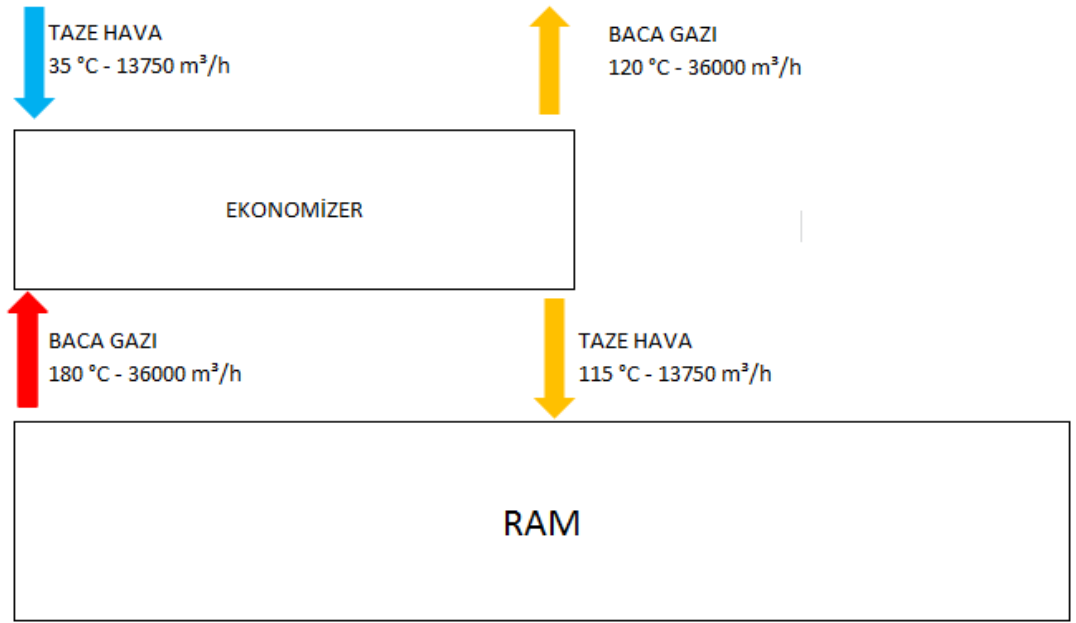 TAZE HAVA
35 °C - 13750 m³/h
BACA GAZI
120 °C - 36000 m³/h
EKONOMİZER
BACA GAZI
180 °C - 36000 m³/h
TAZE HAVA
115 °C - 13750 m³/h
RAM